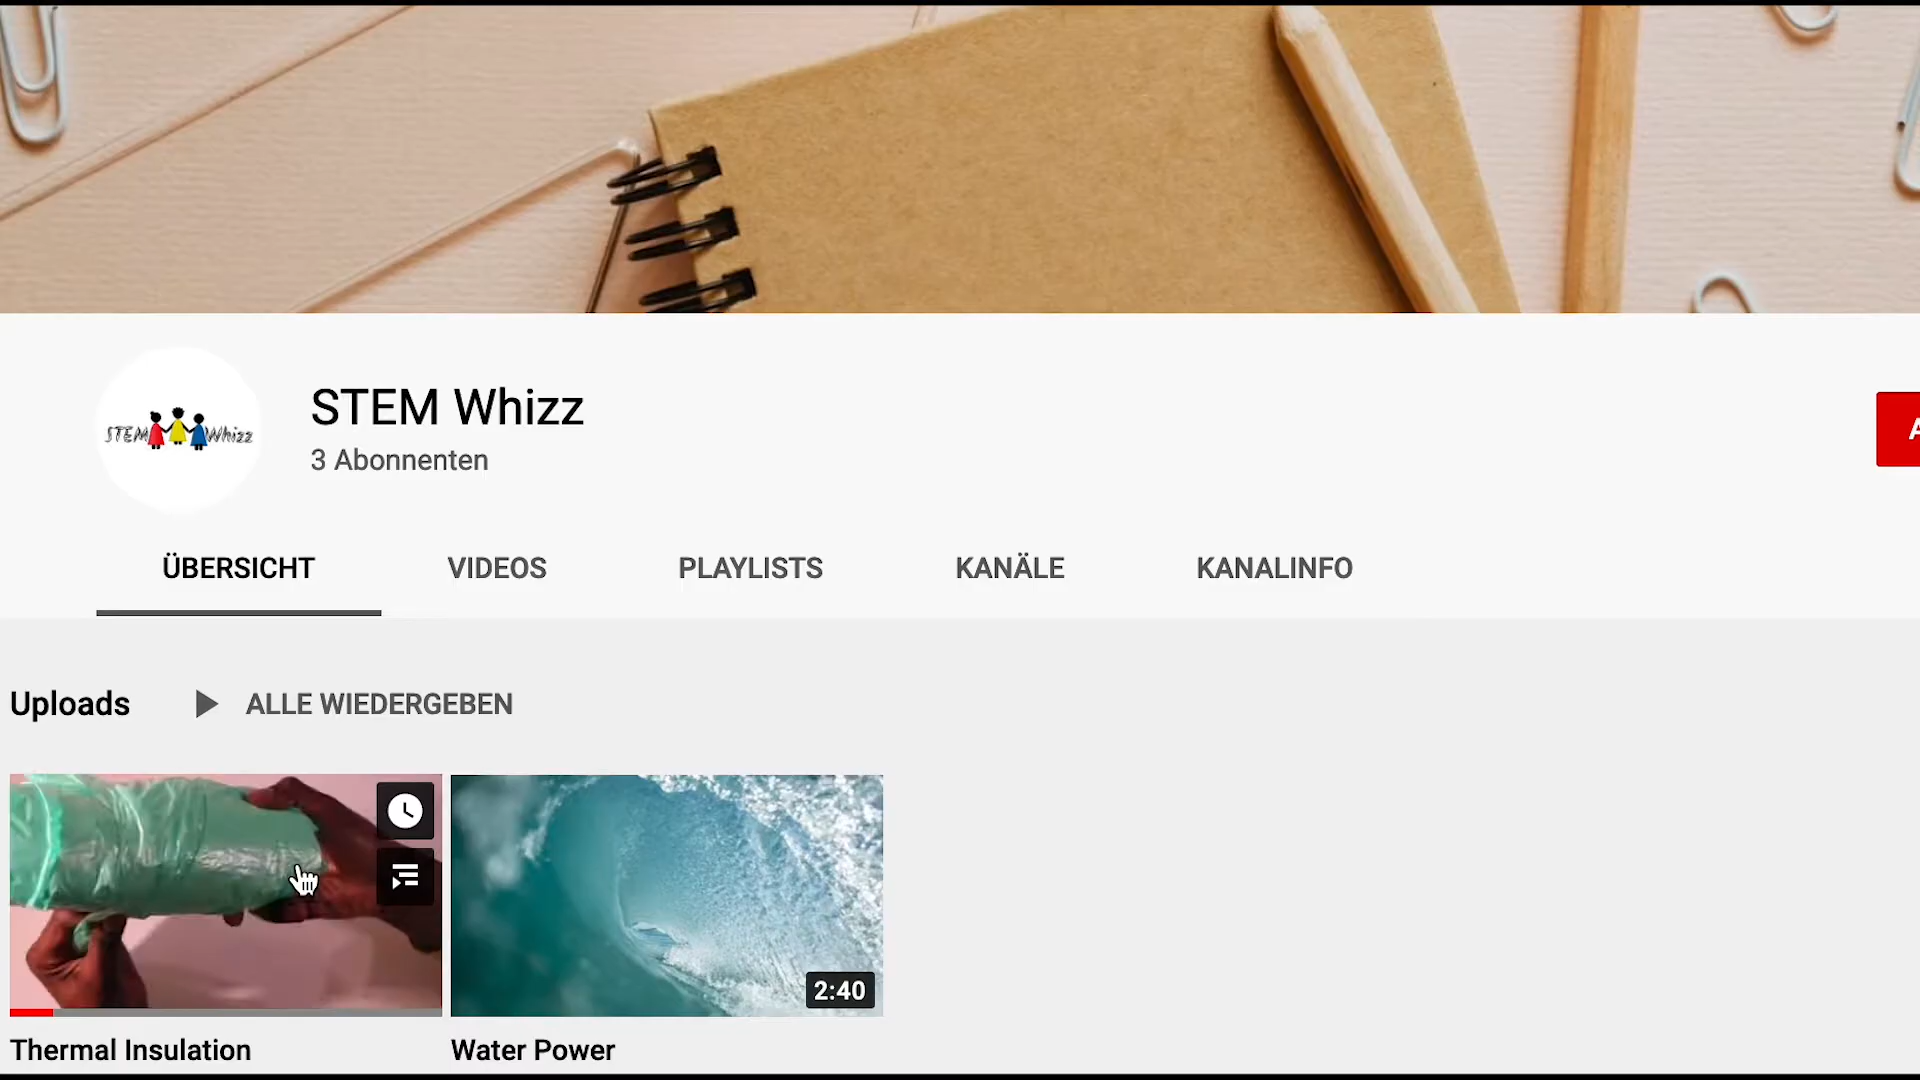 STEM Whizz
STEM Whizz
3 Abonnenten
A
ÜBERSICHT
VIDEOS
PLAYLISTS
KANÄLE
KANALINFO
Uploads
ALLE WIEDERGEBEN
2:40
Thermal Insulation
Water Power